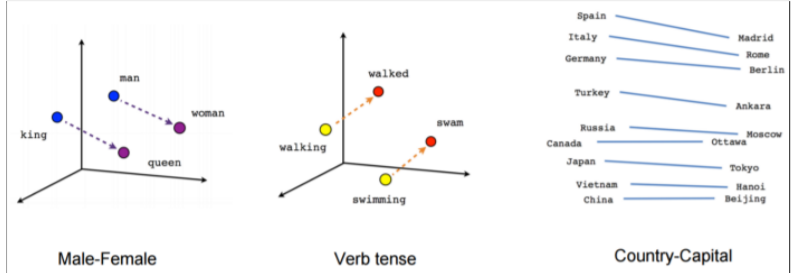 man
woman
king
queen
Male-Female
walked
swam
walking
swimming
Verb tense
Spain
Madrid
Italy
Rome
Germany
Berlin
Turkey
Ankara
Russia
Moscow
Canada
Ottawa
Japan
Tokyo
Vietnam
Hanoi
China
Beijing
Country-Capital